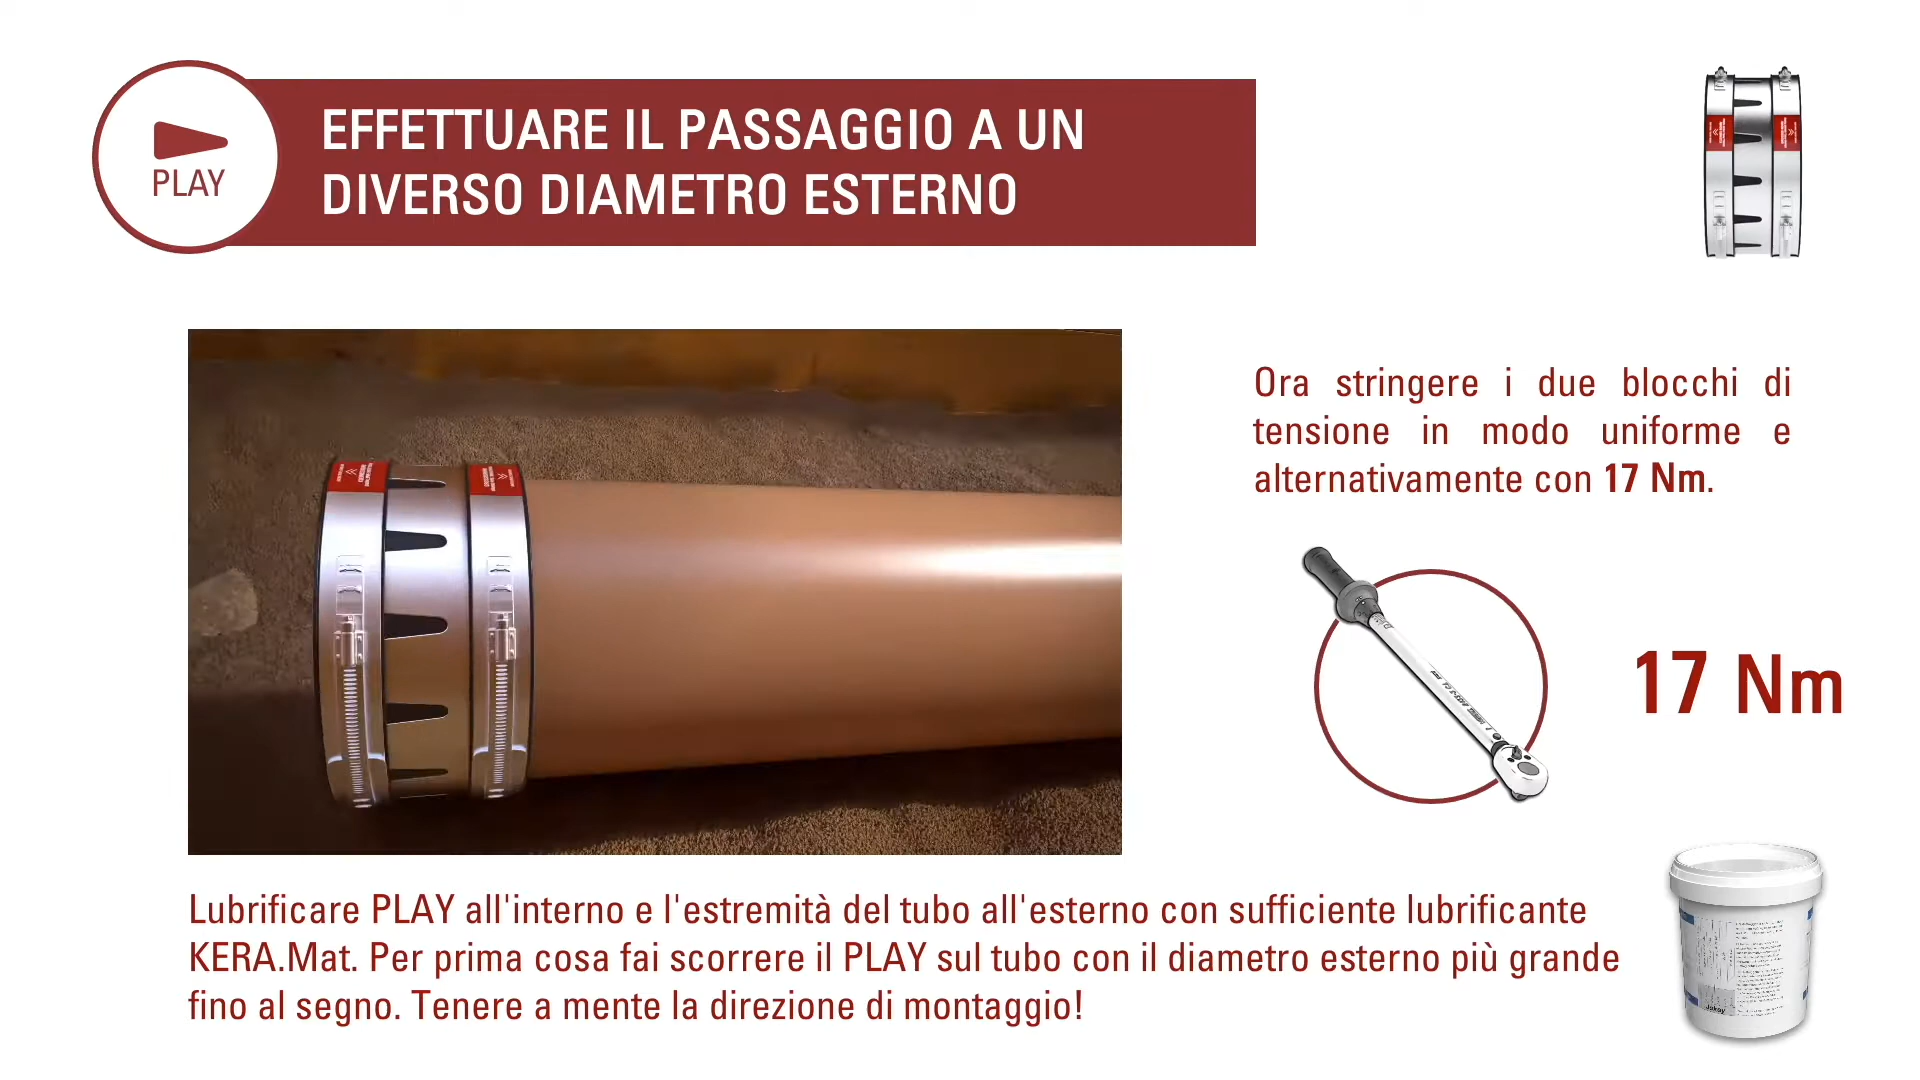 PLAY
EFFETTUARE IL PASSAGGIO A UN
DIVERSO DIAMETRO ESTERNO
Ora stringere i due blocchi di
tensione in modo uniforme e
alternativamente con 17 Nm.
17 Nm
Lubrificare PLAY all'interno e l'estremità del tubo all'esterno con sufficiente lubrificante
KERA.Mat. Per prima cosa fai scorrere il PLAY sul tubo con il diametro esterno più grande
fino al segno. Tenere a mente la direzione di montaggio!